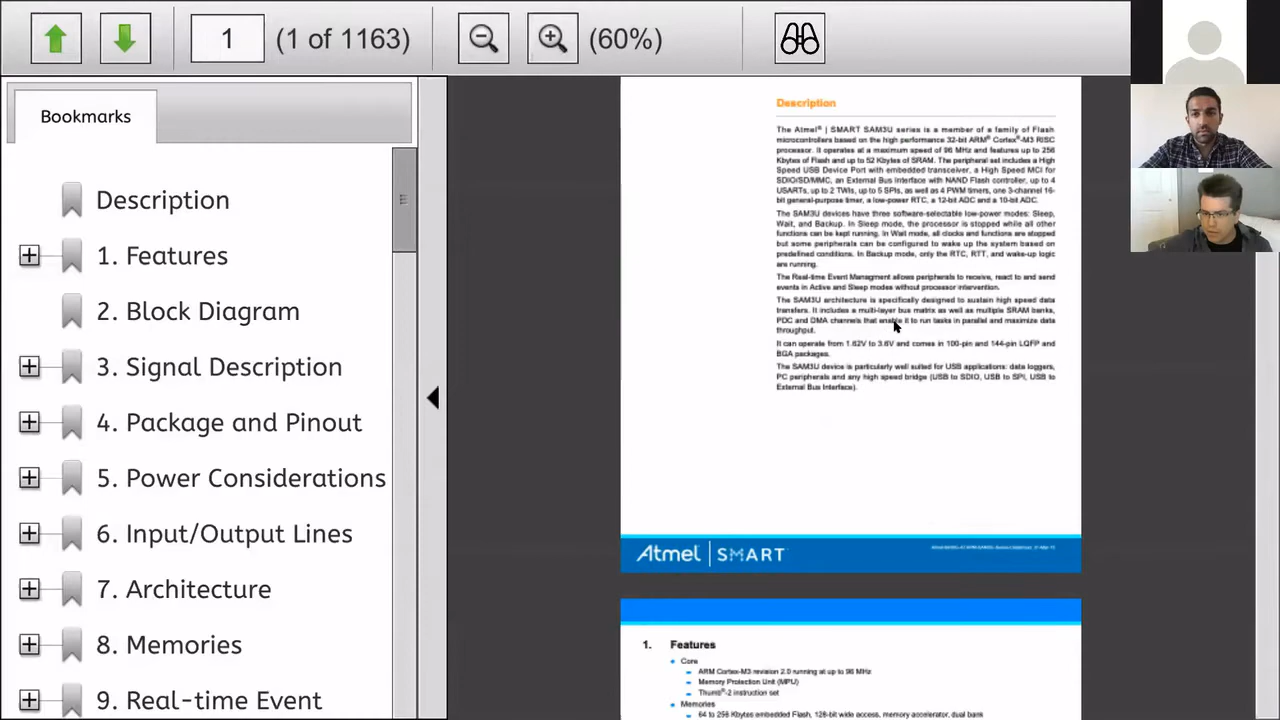 1 (1 of 1163) (60%)
Bookmarks
Description
1. Features
2. Block Diagram
3. Signal Description
4. Package and Pinout
5. Power Considerations
6. Input/Output Lines
7. Architecture
8. Memories
9. Real-time Event
Description
The Atmel® | SMART SAM3U series is a member of a family of Flash
microcontrollers based on the high performance 32-bit ARM® Cortex®-M3 RISC
processor. It operates at a maximum speed of 96 MHz and features up to 256
Kbytes of Flash and up to 52 Kbytes of SRAM. The peripheral set includes a High
Speed USB Device Port with embedded transceiver, a High Speed MCI for
SDIO/SD/MMC, an External Bus Interface with NAND Flash controller, up to 4
USARTs, up to 2 TWIs, up to 5 SPIs, as well as 4 PWM timers, one 3-channel 16-
bit general-purpose timer, a low-power RTC, a 12-bit ADC and a 10-bit ADC.
The SAM3U devices have three software-selectable low-power modes: Sleep,
Wait, and Backup. In Sleep mode, the processor is stopped while all other
functions can be kept running. In Wait mode, all clocks and functions are stopped
but some peripherals can be configured to wake up the system based on
predefined conditions. In Backup mode, only the RTC, RTT, and wake-up logic
are running.
The Real-time Event Managment allows peripherals to receive, react to and send
events in Active and Sleep modes without processor intervention.
The SAM3U architecture is specifically designed to sustain high speed data
transfers. It includes a multi-layer bus matrix as well as multiple SRAM banks,
PDC and DMA channels that enable it to run tasks in parallel and maximize data
throughput.
It can operate from 1.62V to 3.6V and comes in 100-pin and 144-pin LQFP and
BGA packages.
The SAM3U device is particularly well suited for USB applications: data loggers,
PC peripherals and any high speed bridge (USB to SDIO, USB to SPI, USB to
External Bus Interface).
Atmel | SMART
1. Features
Core
ARM Cortex-M3 revision 2.0 running at up to 96 MHz
Memory Protection Unit (MPU)
Thumb®-2 instruction set
Memories
64 to 256 Kbytes embedded Flash, 128-bit wide access, memory accelerator, dual bank